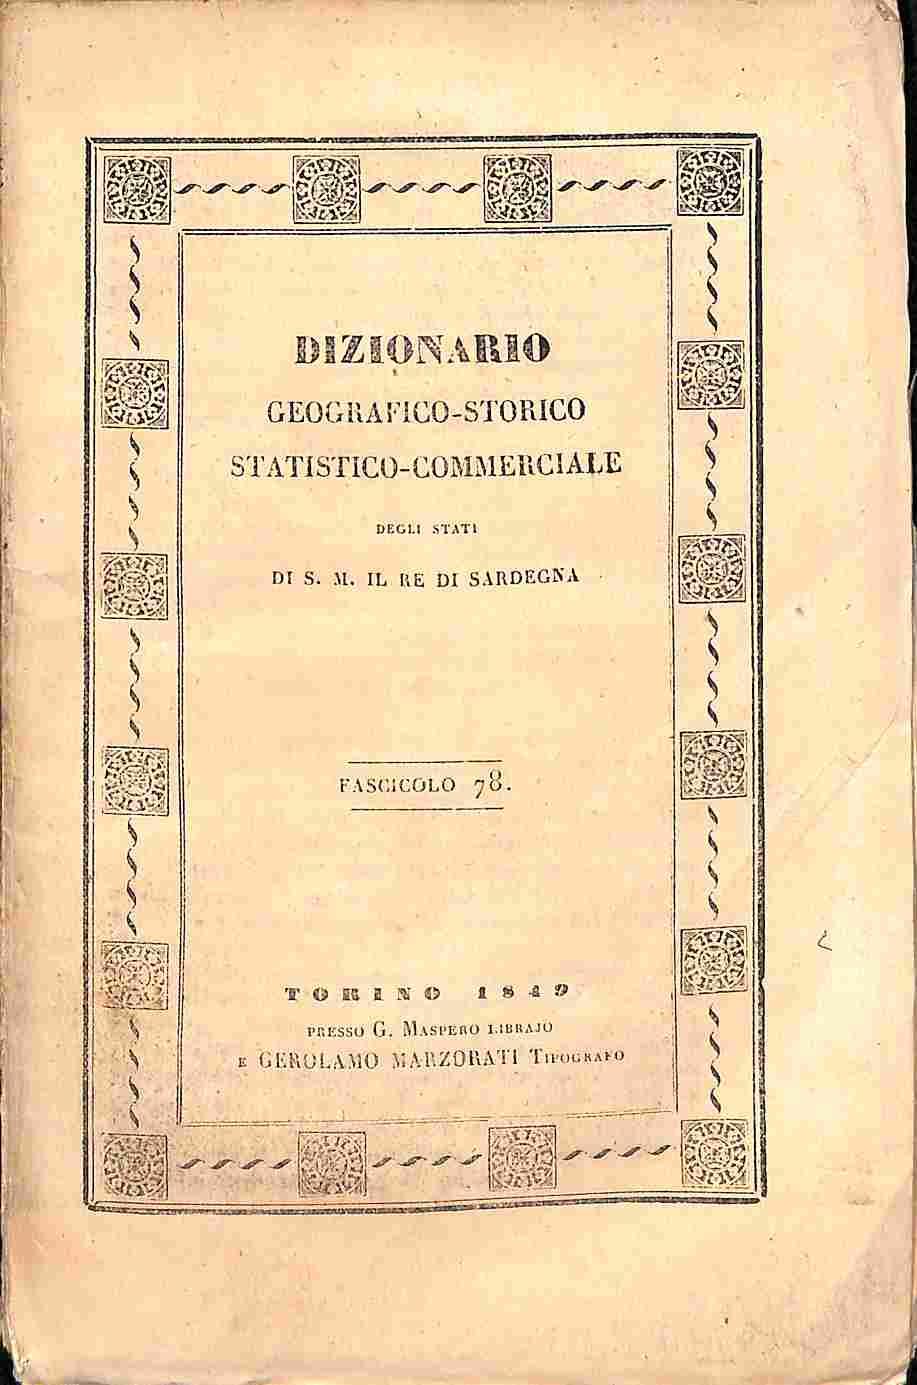 DIZIONARIO
GEOGRAFICO-STORICO
STATISTICO-COMMERCIALE
DEGLI STATI
DI S. M. IL RE DI SARDEGNA
FASCICOLO 78.
TORINO 1849
PRESSO G. MASPERO LIBRAJO
E GEROLAMO MARZORATI TIPOGRAFO